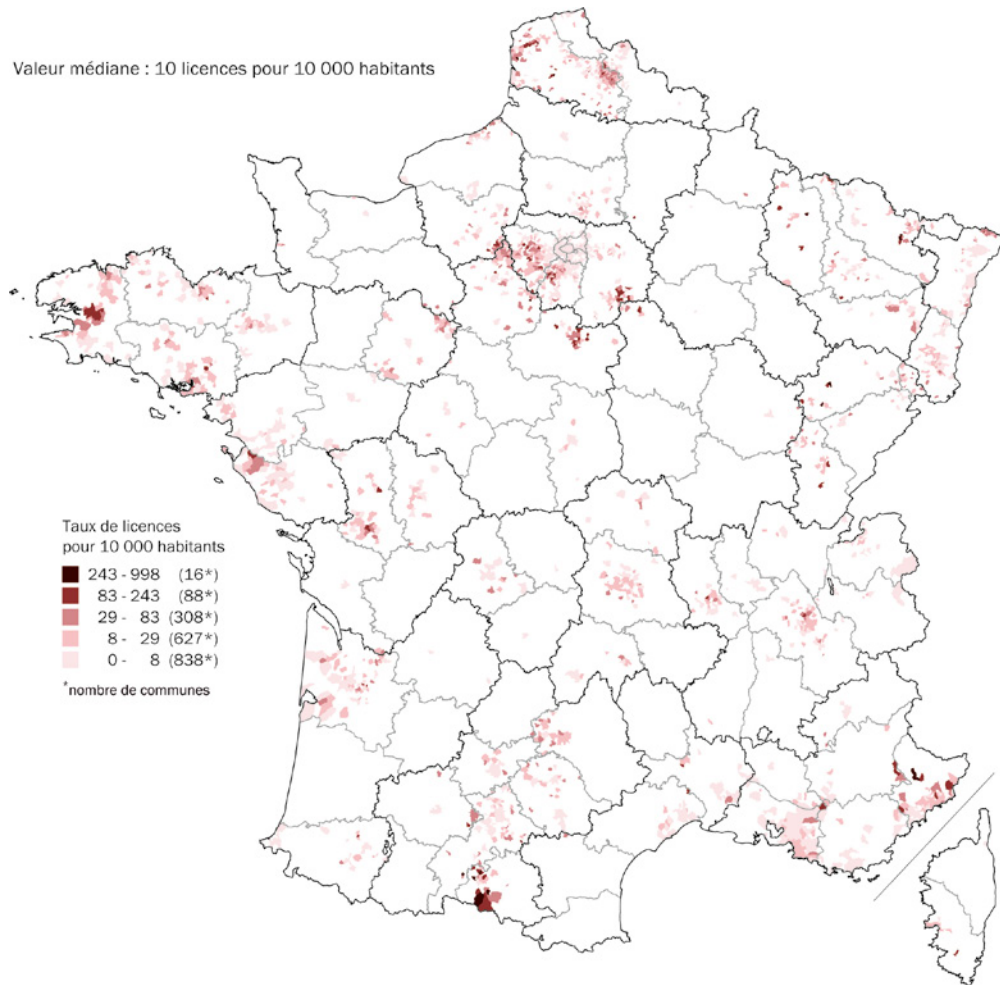 Valeur médiane : 10 licences pour 10 000 habitants
Taux de licences
pour 10 000 habitants
243 - 998 (16*)
83 - 243 (88*)
29 - 83 (308*)
8 - 29 (627*)
0 - 8 (838*)
*nombre de communes